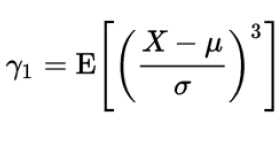 γ₁ = E[((X − μ)/σ)³]